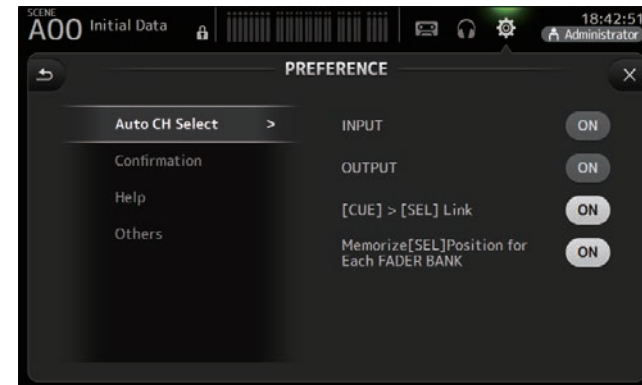 SCENE
A00 Initial Data
18:42:51
Administrator
PREFERENCE
Auto CH Select >
INPUT
ON
Confirmation
OUTPUT
ON
Help
[CUE] > [SEL] Link
ON
Others
Memorize[SEL]Position for
Each FADER BANK
ON